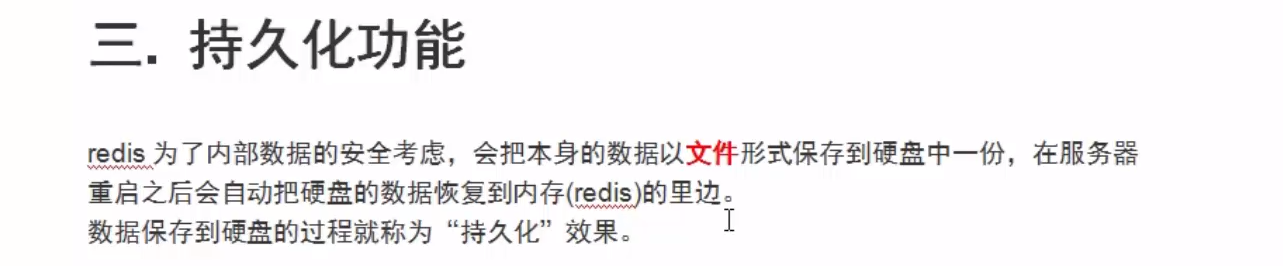 三. 持久化功能
redis 为了内部数据的安全考虑，会把本身的数据以文件形式保存到硬盘中一份，在服务器
重启之后会自动把硬盘的数据恢复到内存(redis)的里边。
数据保存到硬盘的过程就称为“持久化”效果。